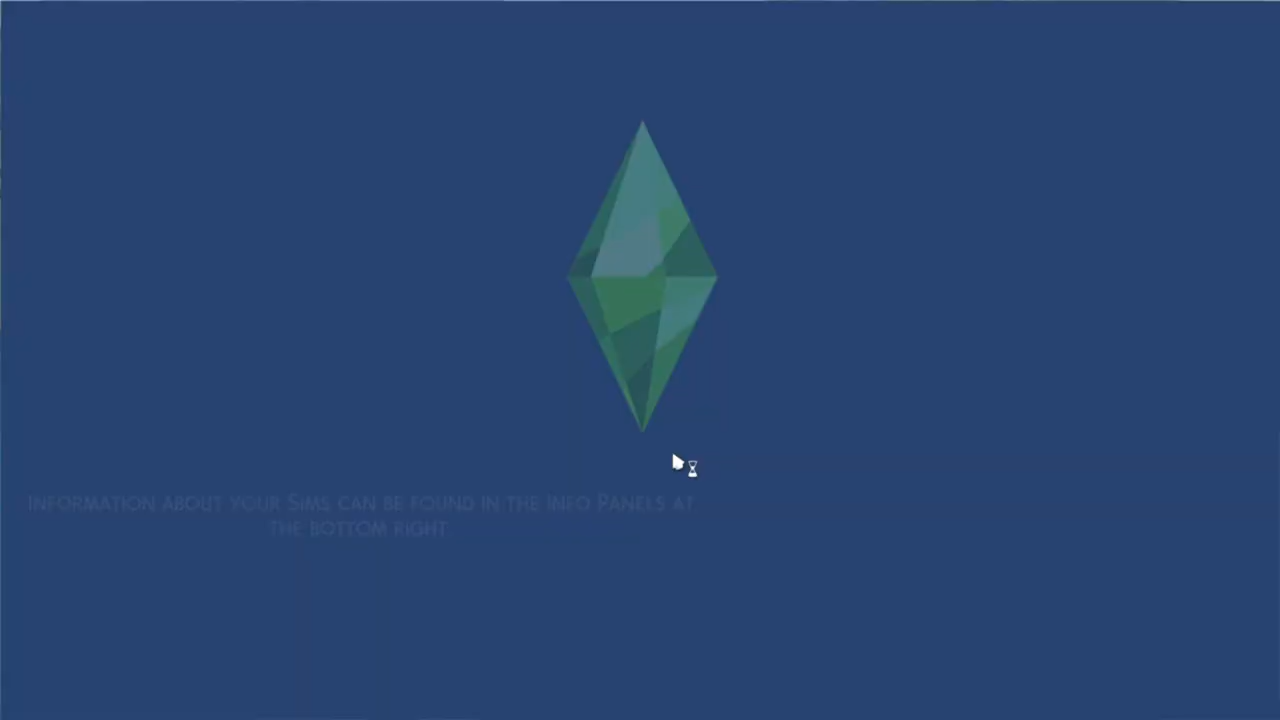 Information about your Sims can be found in the Info Panels at
the bottom right